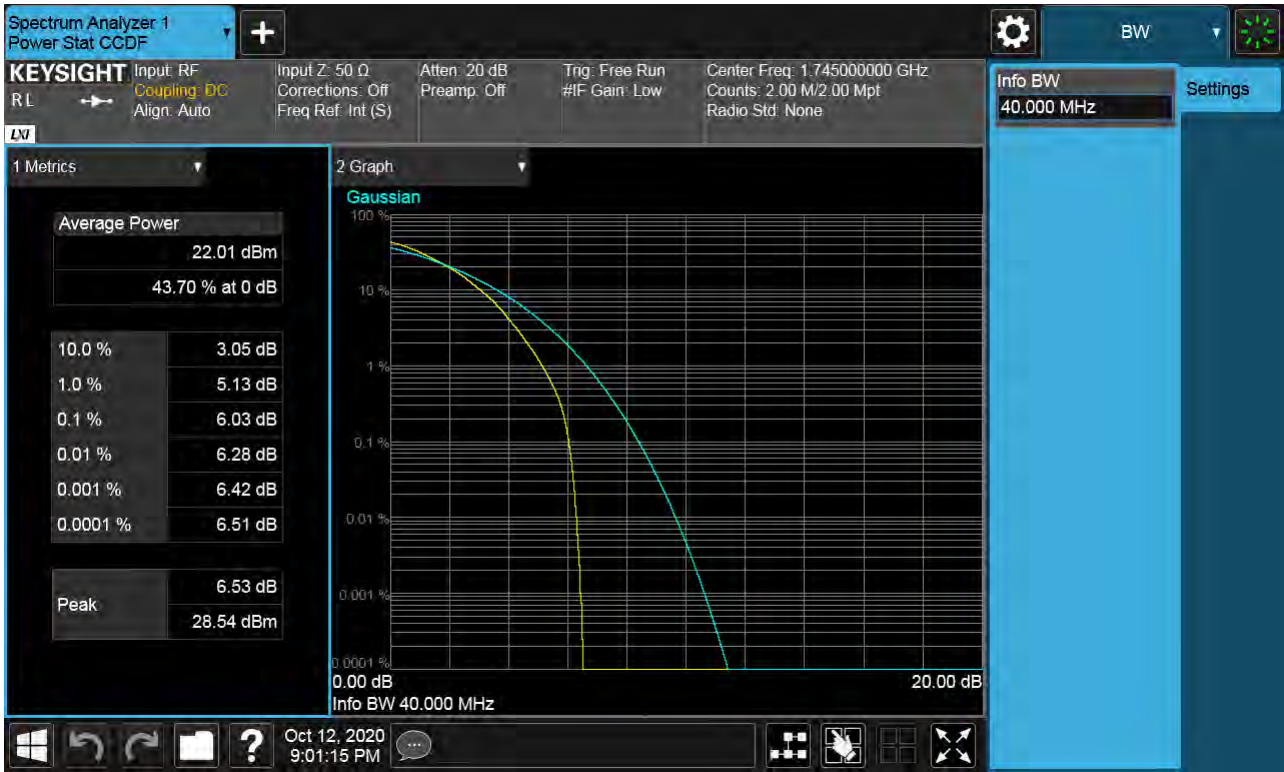 Spectrum Analyzer 1
Power Stat CCDF
+
BW
KEYSIGHT
RL
LXI
Input: RF
Coupling: DC
Align: Auto
Input Z: 50 Ω
Corrections: Off
Freq Ref: Int (S)
Atten: 20 dB
Preamp: Off
Trig: Free Run
#IF Gain: Low
Center Freq: 1.745000000 GHz
Counts: 2.00 M/2.00 Mpt
Radio Std: None
Info BW
40.000 MHz
Settings
1 Metrics
Average Power
22.01 dBm
43.70 % at 0 dB
10.0 % 3.05 dB
1.0 % 5.13 dB
0.1 % 6.03 dB
0.01 % 6.28 dB
0.001 % 6.42 dB
0.0001 % 6.51 dB
Peak 6.53 dB
28.54 dBm
2 Graph
Gaussian
100 %
10 %
1 %
0.1 %
0.01 %
0.001 %
0.0001 %
0.00 dB 20.00 dB
Info BW 40.000 MHz
?
Oct 12, 2020
9:01:15 PM